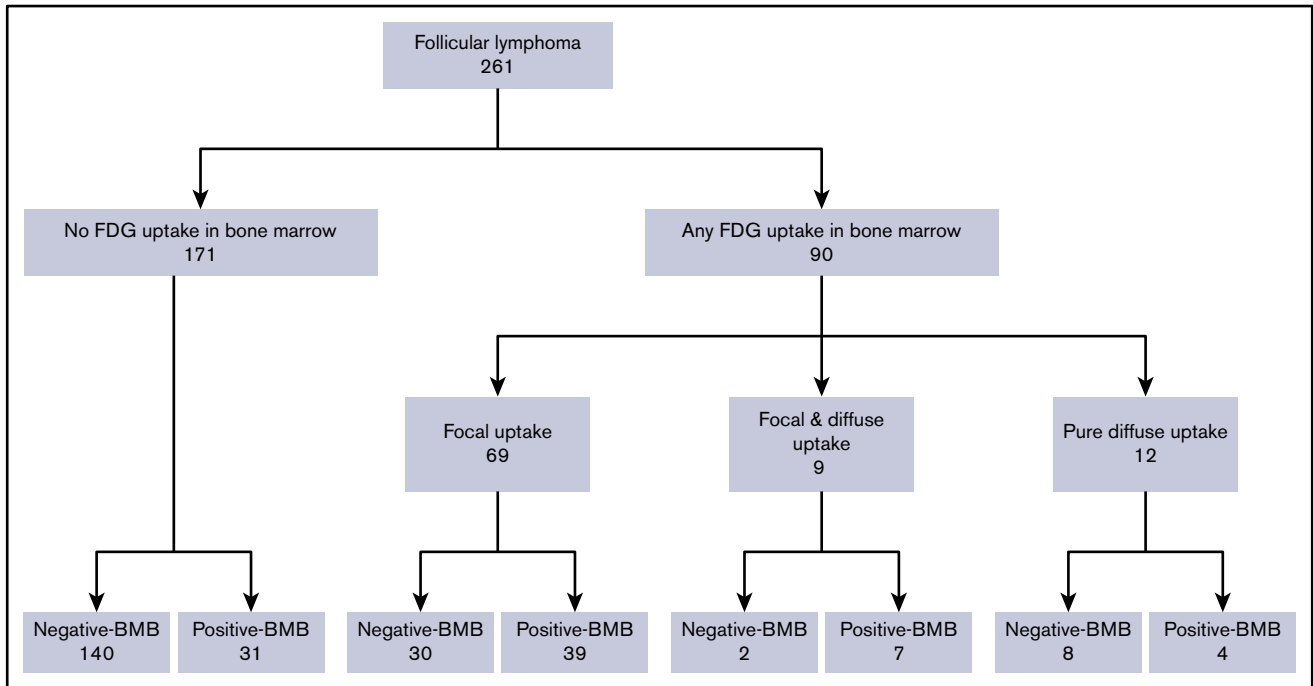 Follicular lymphoma
261
No FDG uptake in bone marrow
171
Any FDG uptake in bone marrow
90
Focal uptake
69
Focal & diffuse
uptake
9
Pure diffuse uptake
12
Negative-BMB
140
Positive-BMB
31
Negative-BMB
30
Positive-BMB
39
Negative-BMB
2
Positive-BMB
7
Negative-BMB
8
Positive-BMB
4